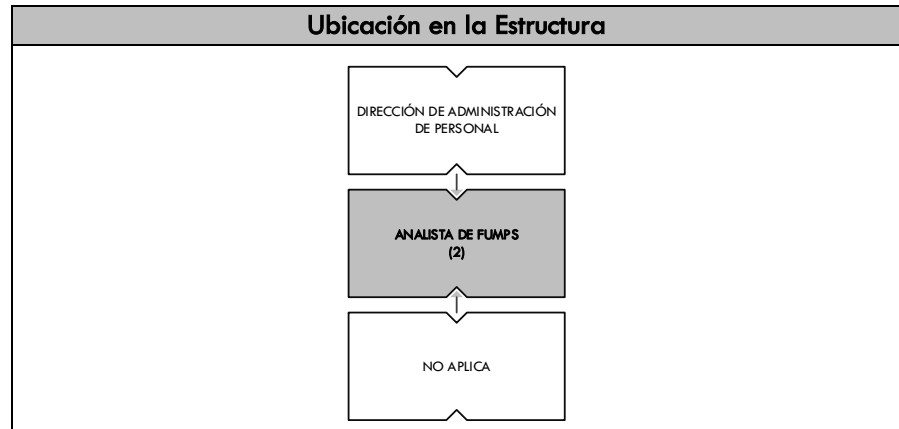 Ubicación en la Estructura
DIRECCIÓN DE ADMINISTRACIÓN
DE PERSONAL
ANALISTA DE FUMPS
(2)
NO APLICA